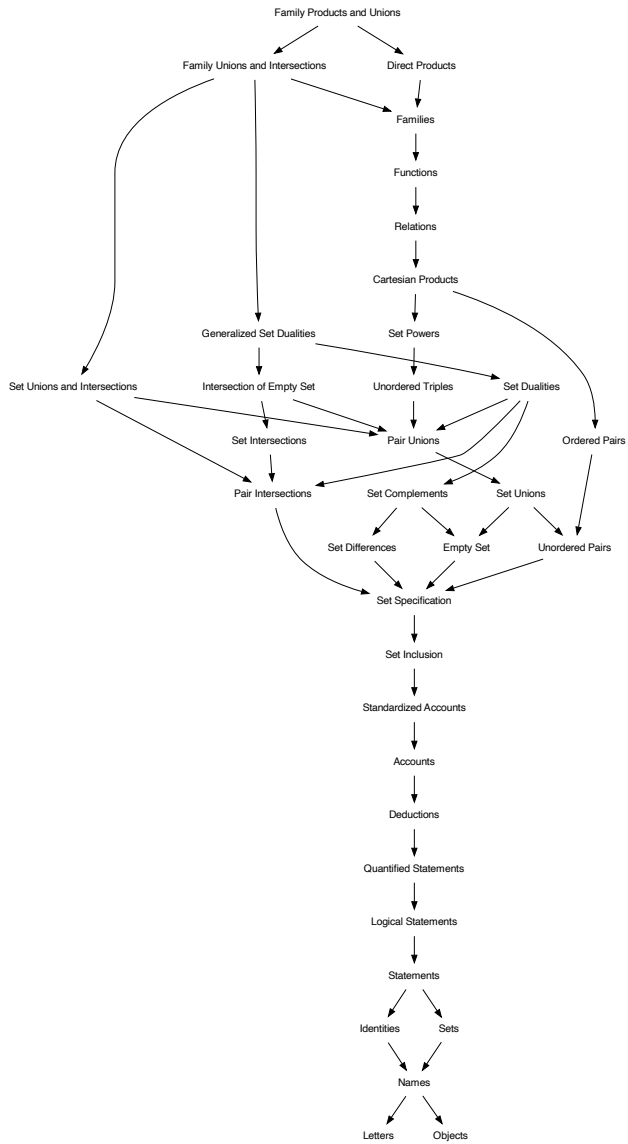 Family Products and Unions
Family Unions and Intersections
Direct Products
Families
Functions
Relations
Cartesian Products
Generalized Set Dualities
Set Powers
Set Unions and Intersections
Intersection of Empty Set
Unordered Triples
Set Dualities
Set Intersections
Pair Unions
Ordered Pairs
Pair Intersections
Set Complements
Set Unions
Set Differences
Empty Set
Unordered Pairs
Set Specification
Set Inclusion
Standardized Accounts
Accounts
Deductions
Quantified Statements
Logical Statements
Statements
Identities
Sets
Names
Letters
Objects